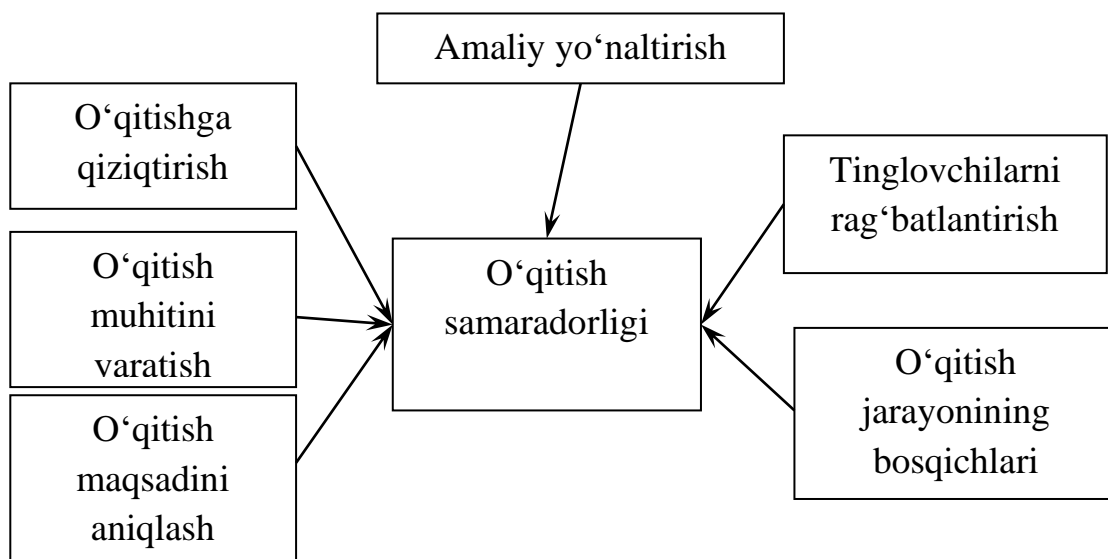 Amaliy yo‘naltirish
O‘qitishga
qiziqtirish
O‘qitish
muhitini
varatish
O‘qitish
maqsadini
aniqlash
O‘qitish
samaradorligi
Tinglovchilarni
rag‘batlantirish
O‘qitish
jarayonining
bosqichlari